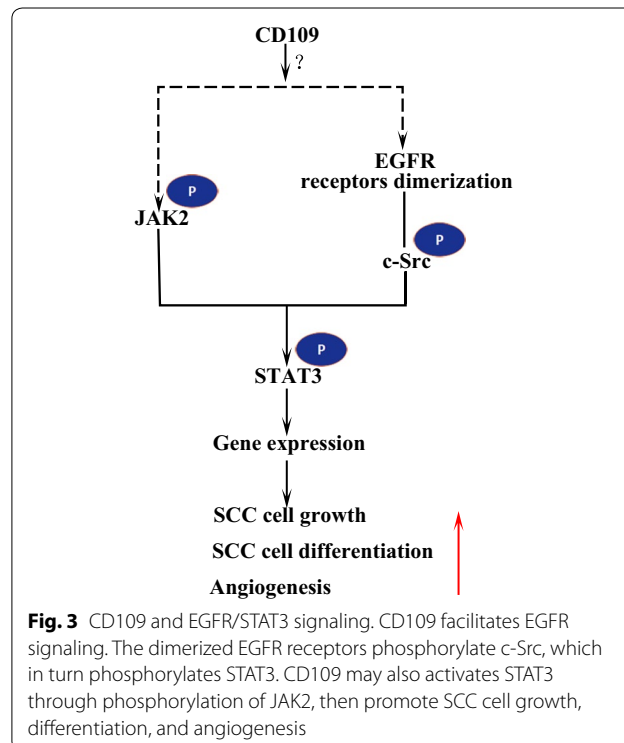 CD109
?
EGFR
receptors dimerization
P
JAK2
P
c-Src
P
STAT3
Gene expression
SCC cell growth
SCC cell differentiation
Angiogenesis
Fig. 3 CD109 and EGFR/STAT3 signaling. CD109 facilitates EGFR
signaling. The dimerized EGFR receptors phosphorylate c-Src, which
in turn phosphorylates STAT3. CD109 may also activates STAT3
through phosphorylation of JAK2, then promote SCC cell growth,
differentiation, and angiogenesis